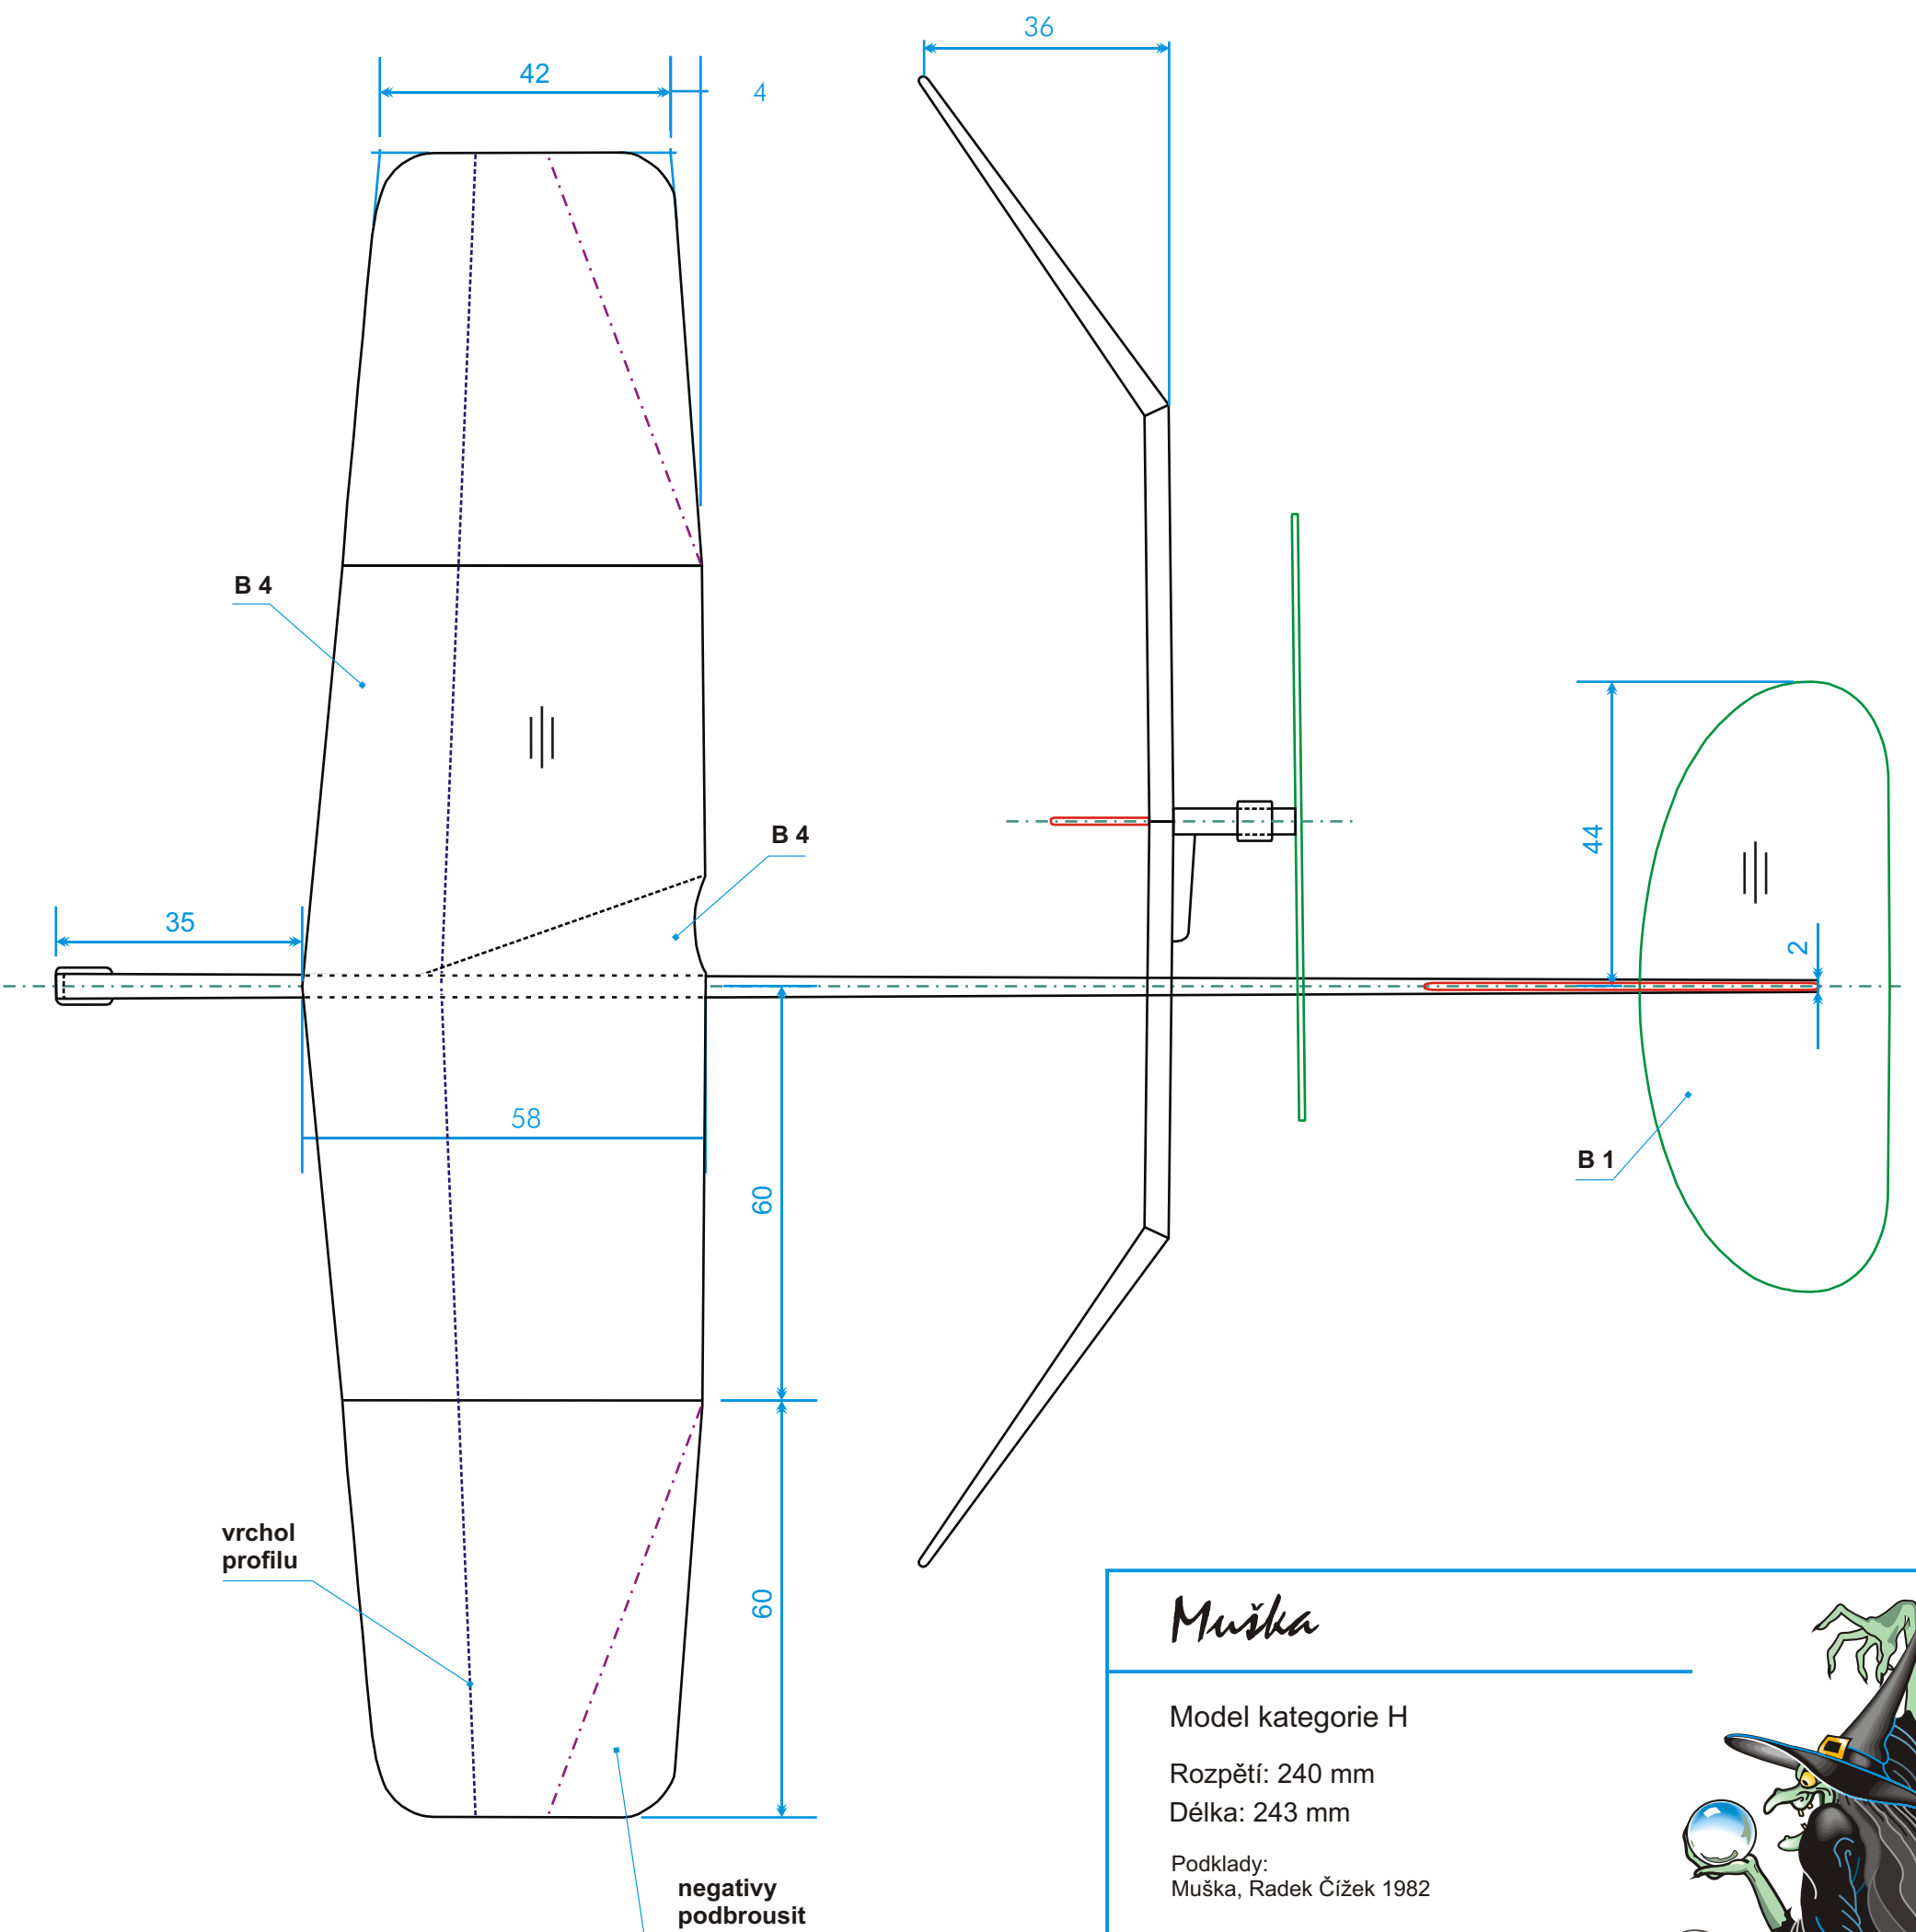 36
42
4
B 4
B 4
44
35
2
58
60
B 1
60
vrchol
profilu
Muška
Model kategorie H
Rozpětí: 240 mm
Délka: 243 mm
Podklady:
Muška, Radek Čížek 1982
negativy
podbrousit